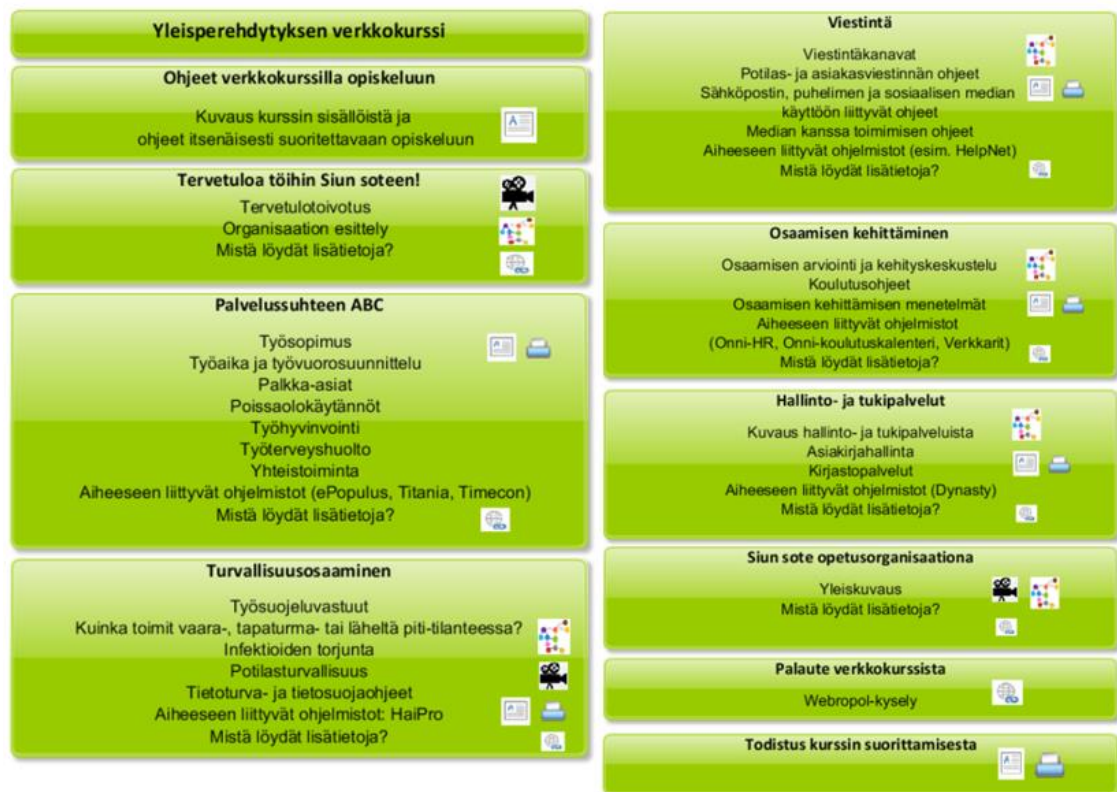 Yleisperehdytyksen verkkokurssi
Ohjeet verkkokurssilla opiskeluun
Kuvaus kurssin sisällöistä ja
ohjeet itsenäisesti suoritettavaan opiskeluun
Tervetuloa töihin Siun soteen!
Tervetulotoivotus
Organisaation esittely
Mistä löydät lisätietoja?
Palvelussuhteen ABC
Työsopimus
Työaika ja työvuorosuunnittelu
Palkka-asiat
Poissaolokäytännöt
Työhyvinvointi
Työterveyshuolto
Yhteistoiminta
Aiheeseen liittyvät ohjelmistot (ePopulus, Titania, Timecon)
Mistä löydät lisätietoja?
Turvallisuusosaaminen
Työsuojeluvastuut
Kuinka toimit vaara-, tapaturma- tai läheltä piti-tilanteessa?
Infektioiden torjunta
Potilasturvallisuus
Tietoturva- ja tietosuojaohjeet
Aiheeseen liittyvät ohjelmistot: HaiPro
Mistä löydät lisätietoja?
Viestintä
Viestintäkanavat
Potilas- ja asiakasviestinnän ohjeet
Sähköpostin, puhelimen ja sosiaalisen median
käyttöön liittyvät ohjeet
Median kanssa toimimisen ohjeet
Aiheeseen liittyvät ohjelmistot (esim. HelpNet)
Mistä löydät lisätietoja?
Osaamisen kehittäminen
Osaamisen arviointi ja kehityskeskustelu
Koulutusohjeet
Osaamisen kehittämisen menetelmät
Aiheeseen liittyvät ohjelmistot
(Onni-HR, Onni-koulutuskalenteri, Verkkarit)
Mistä löydät lisätietoja?
Hallinto- ja tukipalvelut
Kuvaus hallinto- ja tukipalveluista
Asiakirjahallinta
Kirjastopalvelut
Aiheeseen liittyvät ohjelmistot (Dynasty)
Mistä löydät lisätietoja?
Siun sote opetusorganisaationa
Yleiskuvaus
Mistä löydät lisätietoja?
Palaute verkkokurssista
Webropol-kysely
Todistus kurssin suorittamisesta